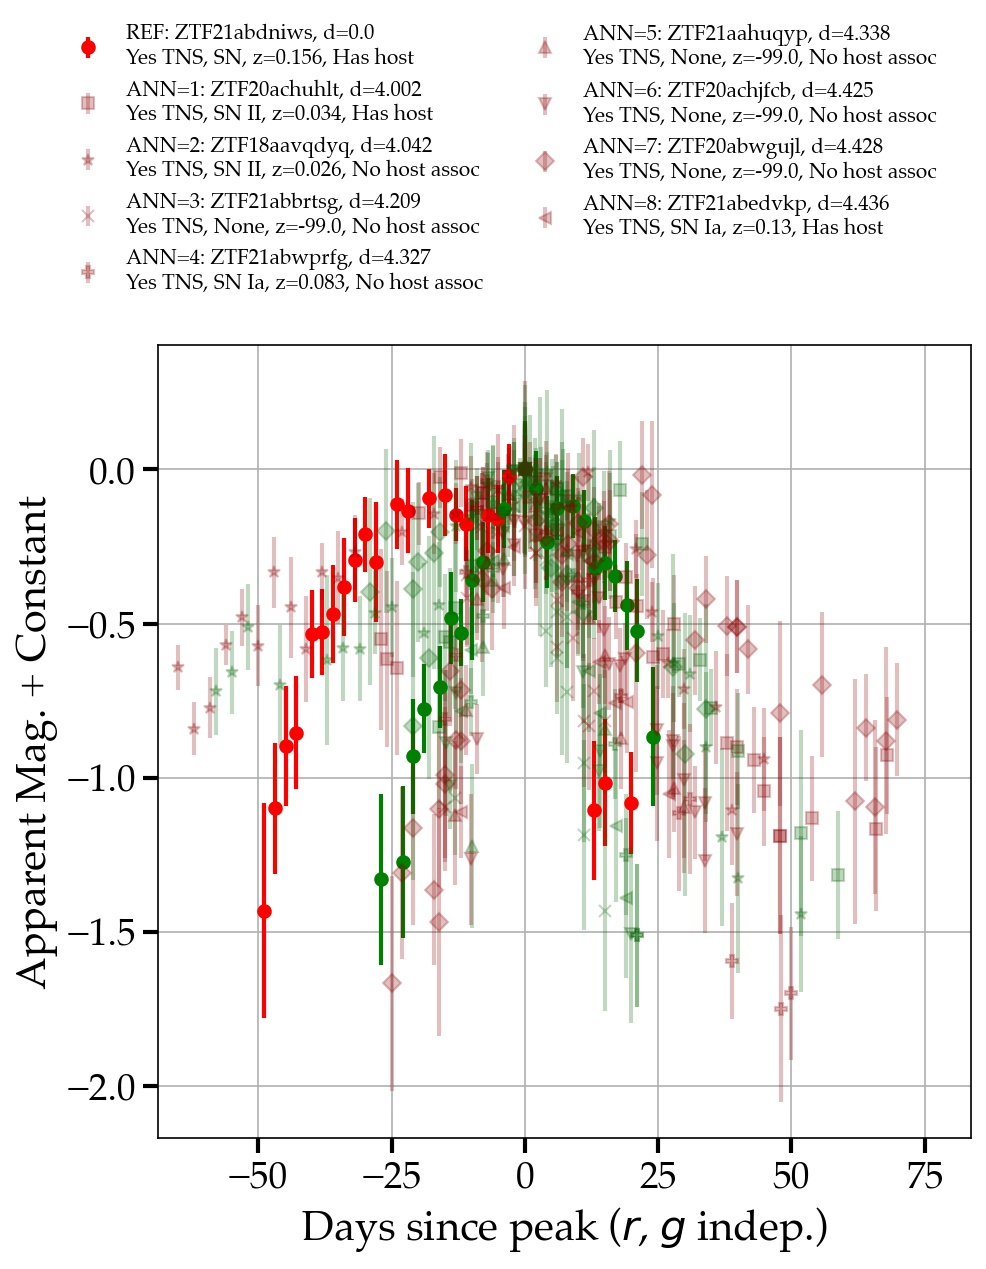 REF: ZTF21abdniws, d=0.0
Yes TNS, SN, z=0.156, Has host
ANN=1: ZTF20achuhlt, d=4.002
Yes TNS, SN II, z=0.034, Has host
ANN=2: ZTF18aavqdyq, d=4.042
Yes TNS, SN II, z=0.026, No host assoc
ANN=3: ZTF21abbrtsg, d=4.209
Yes TNS, None, z=-99.0, No host assoc
ANN=4: ZTF21abwprfg, d=4.327
Yes TNS, SN Ia, z=0.083, No host assoc
ANN=5: ZTF21aahuqyp, d=4.338
Yes TNS, None, z=-99.0, No host assoc
ANN=6: ZTF20achjfcb, d=4.425
Yes TNS, None, z=-99.0, No host assoc
ANN=7: ZTF20abwgujl, d=4.428
Yes TNS, None, z=-99.0, No host assoc
ANN=8: ZTF21abedvkp, d=4.436
Yes TNS, SN Ia, z=0.13, Has host
Apparent Mag. + Constant
0.0
−0.5
−1.0
−1.5
−2.0
−50 −25 0 25 50 75
Days since peak (r, g indep.)